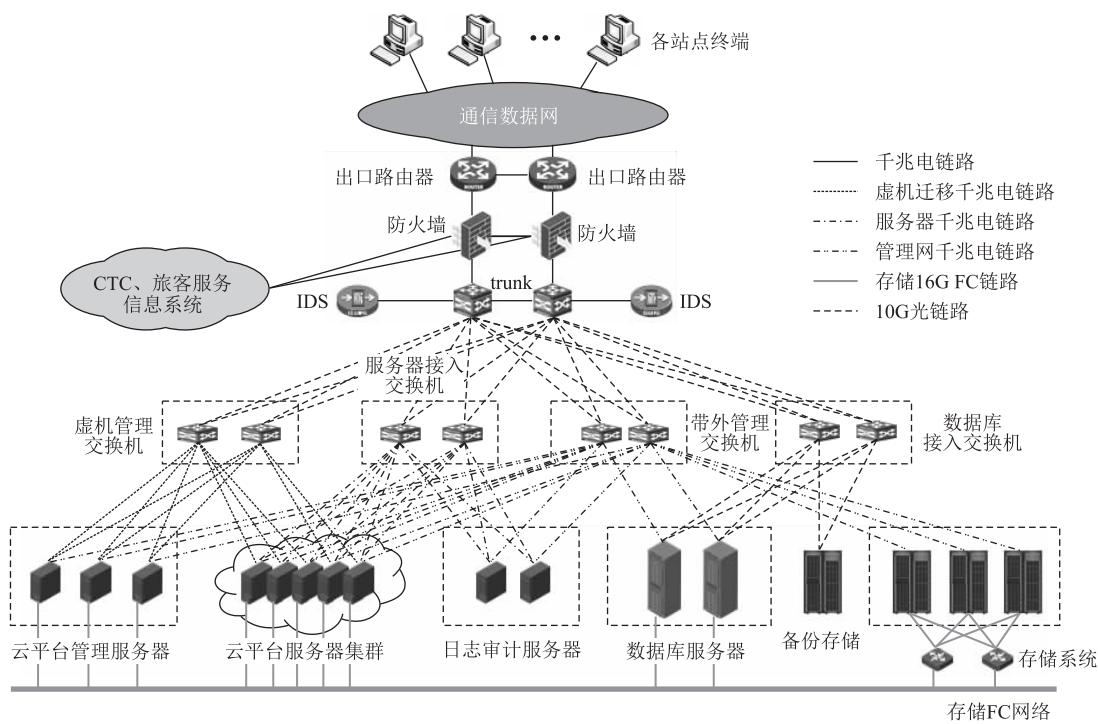 各站点终端
通信数据网
出口路由器
出口路由器
ROUTER
ROUTER
防火墙
防火墙
CTC、旅客服务
信息系统
IDS
trunk
IDS
千兆电链路
虚机迁移千兆电链路
服务器千兆电链路
管理网千兆电链路
存储16G FC链路
10G光链路
服务器接入
交换机
虚机管理
交换机
带外管理
交换机
数据库
接入交换机
云平台管理服务器
云平台服务器集群
日志审计服务器
数据库服务器
备份存储
存储系统
存储FC网络